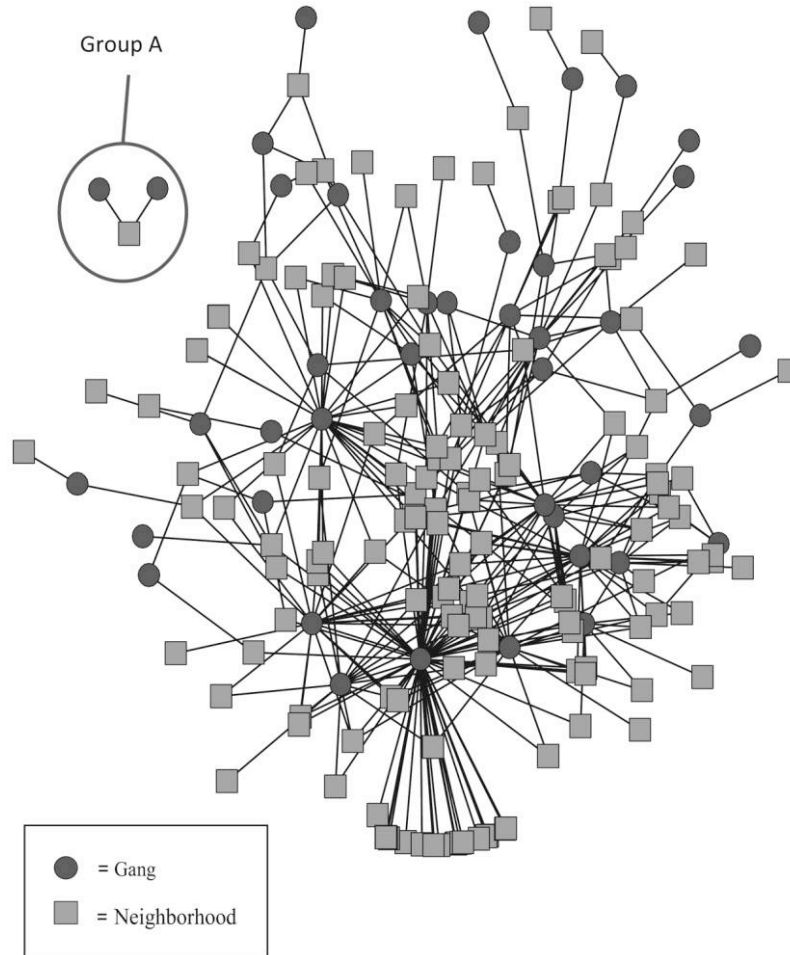 Group A
= Gang
= Neighborhood